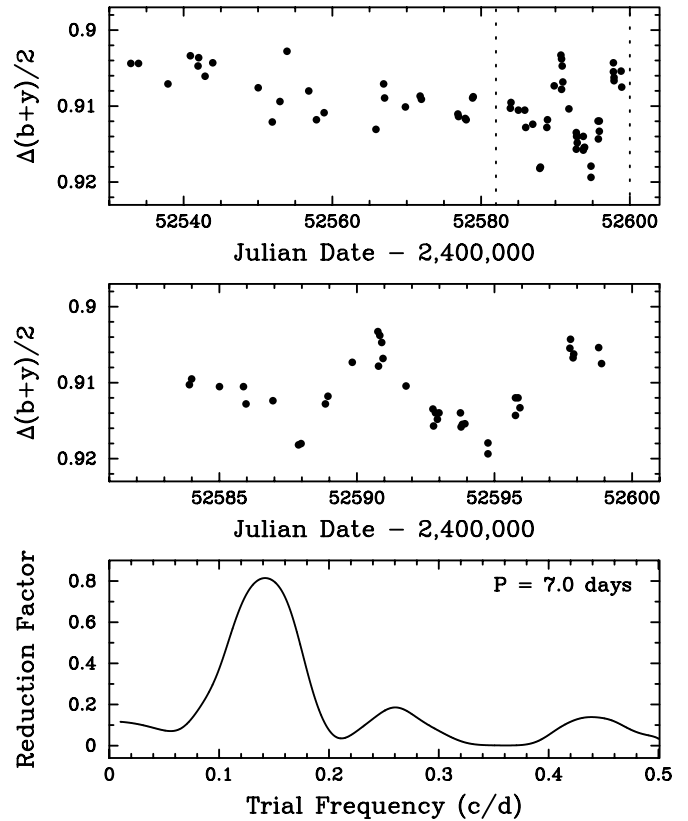 0.9
0.91
0.92
Δ(b+y)/2
52540 52560 52580 52600
Julian Date − 2,400,000
0.9
0.91
0.92
Δ(b+y)/2
52585 52590 52595 52600
Julian Date − 2,400,000
P = 7.0 days
0.8
0.6
0.4
0.2
0
Reduction Factor
0 0.1 0.2 0.3 0.4 0.5
Trial Frequency (c/d)